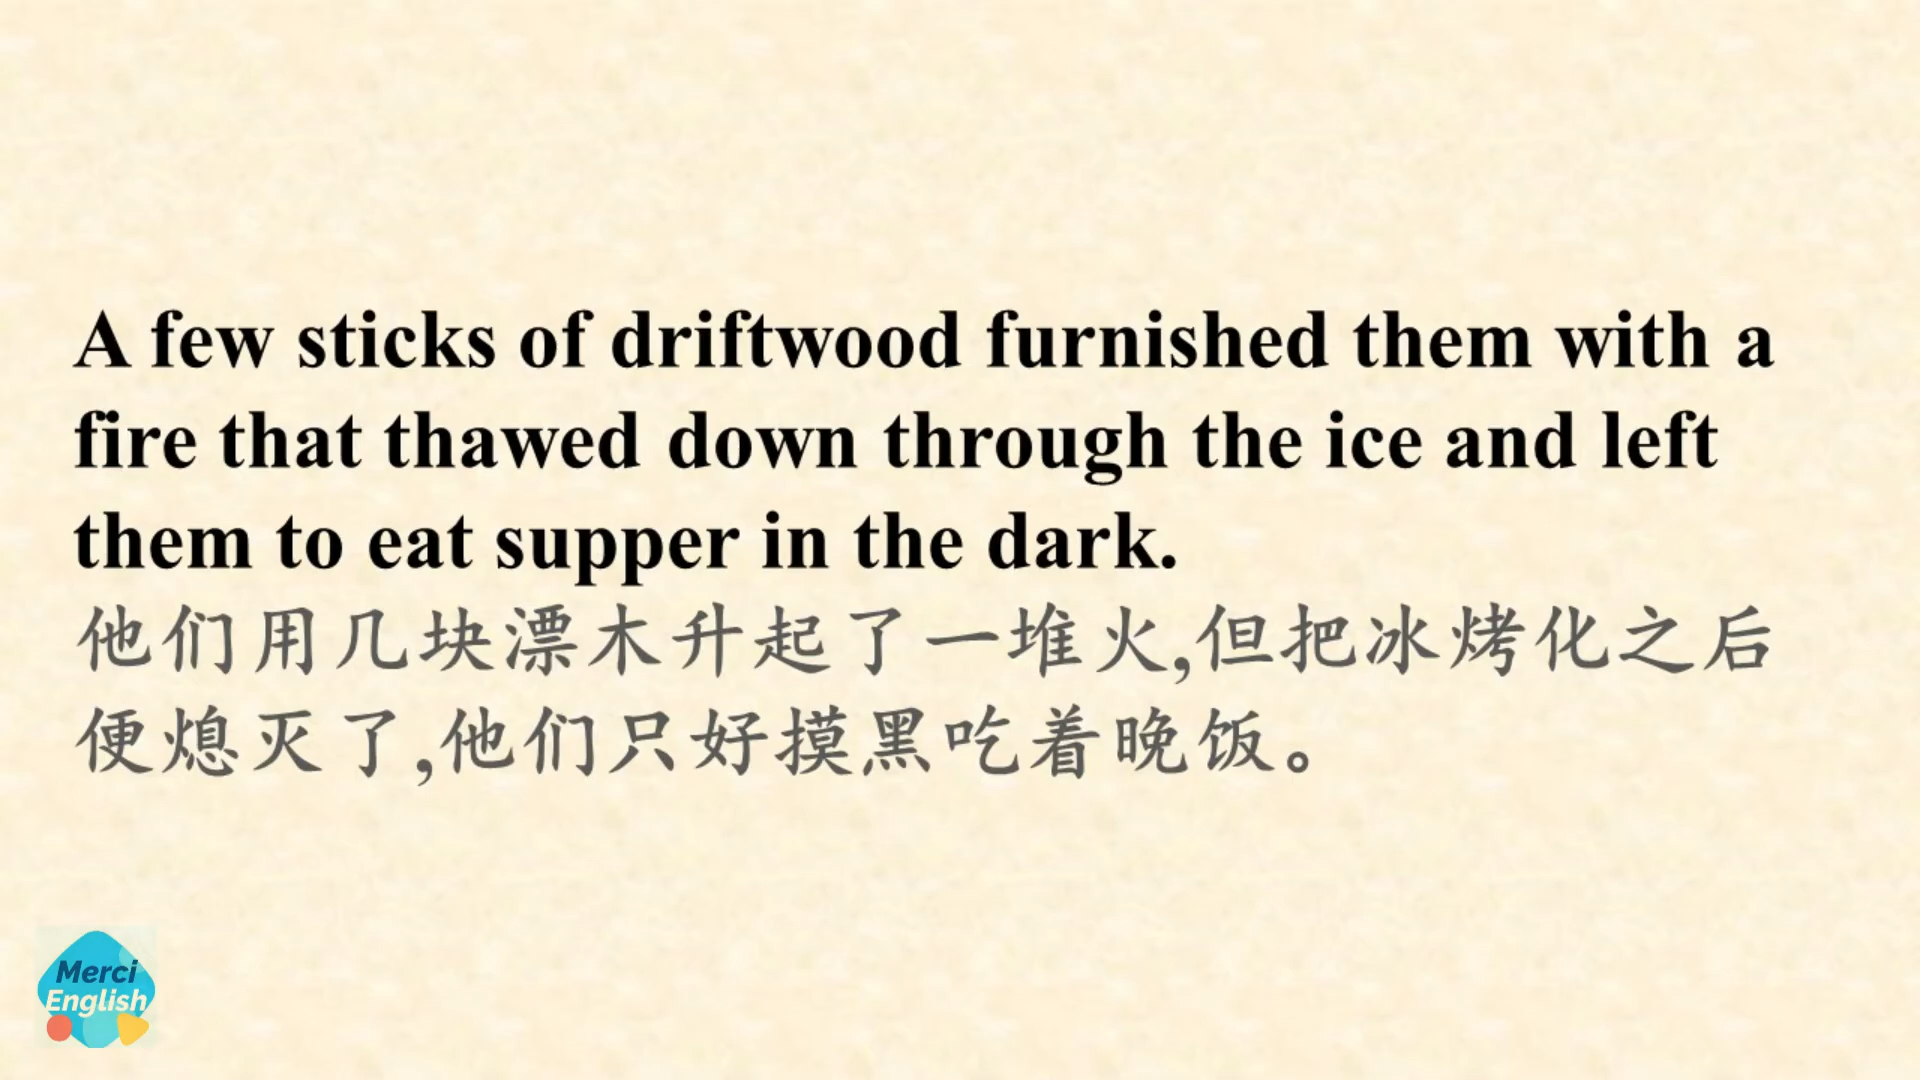 A few sticks of driftwood furnished them with a
fire that thawed down through the ice and left
them to eat supper in the dark.
他们用几块漂木升起了一堆火,但把冰烤化之后
便熄灭了,他们只好摸黑吃着晚饭。
Merci
English